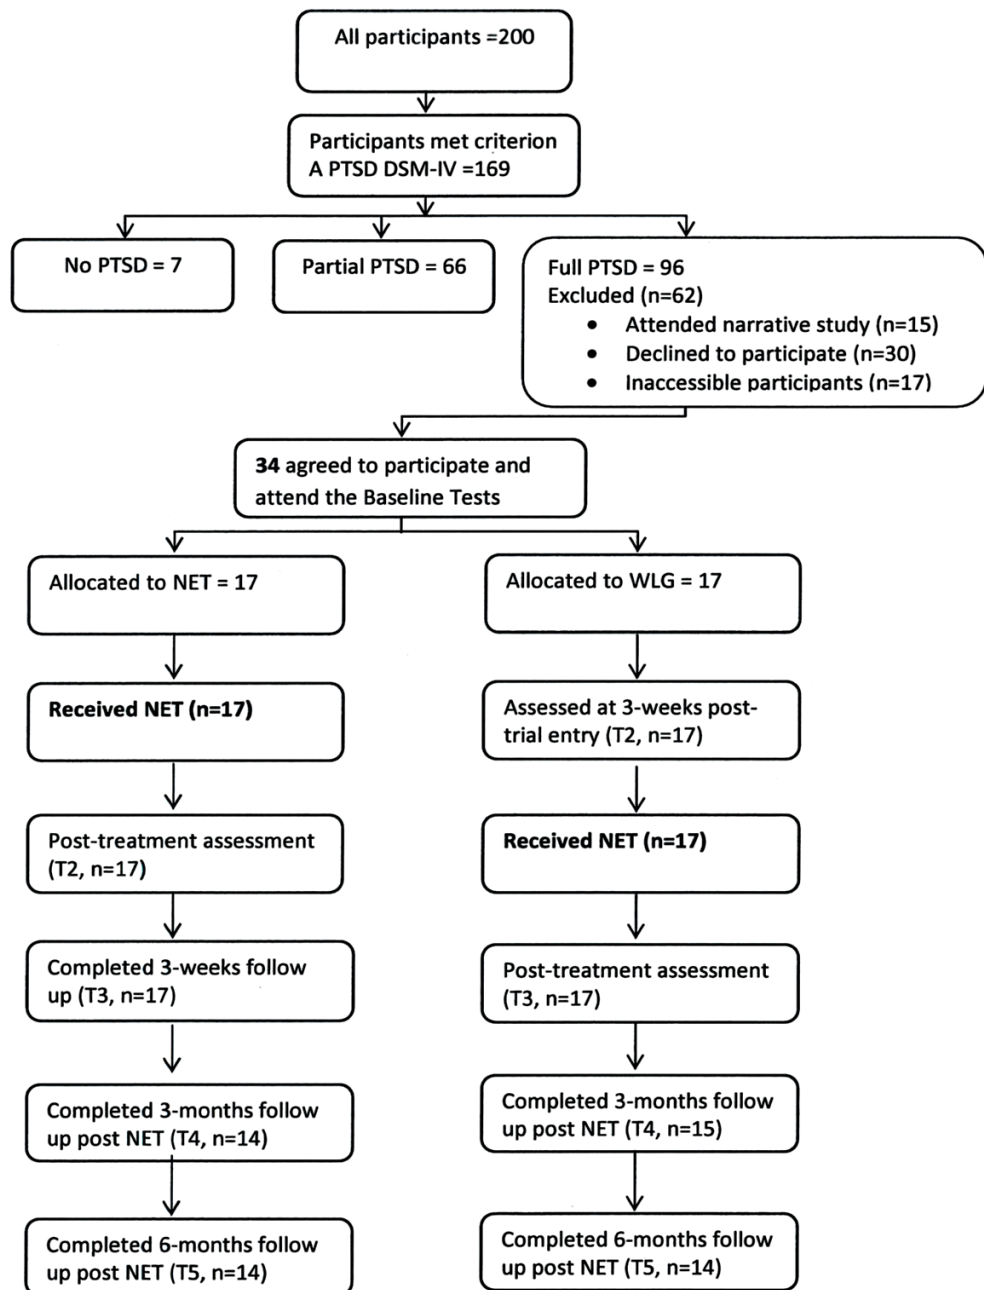 All participants =200
Participants met criterion
A PTSD DSM-IV =169
No PTSD = 7
Partial PTSD = 66
Full PTSD = 96
Excluded (n=62)
• Attended narrative study (n=15)
• Declined to participate (n=30)
• Inaccessible participants (n=17)
34 agreed to participate and
attend the Baseline Tests
Allocated to NET = 17
Allocated to WLG = 17
Received NET (n=17)
Assessed at 3-weeks post-
trial entry (T2, n=17)
Post-treatment assessment
(T2, n=17)
Received NET (n=17)
Completed 3-weeks follow
up (T3, n=17)
Post-treatment assessment
(T3, n=17)
Completed 3-months follow
up post NET (T4, n=14)
Completed 3-months follow
up post NET (T4, n=15)
Completed 6-months follow
up post NET (T5, n=14)
Completed 6-months follow
up post NET (T5, n=14)